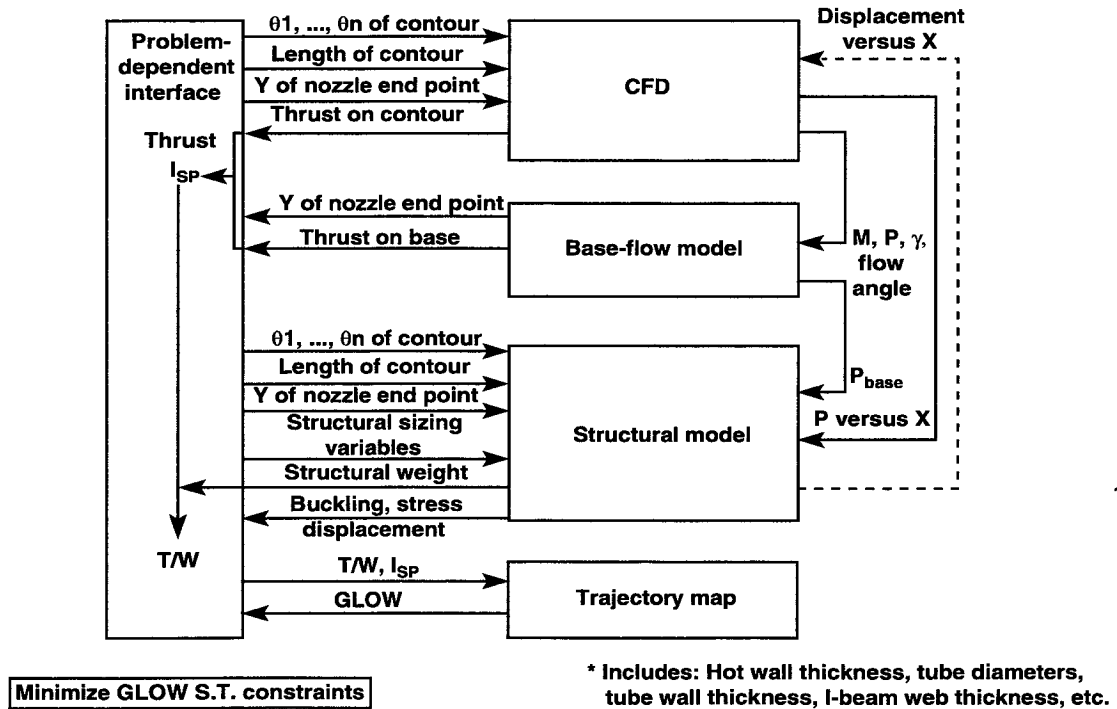 Problem-
dependent
interface
θ1, ..., θn of contour
Length of contour
Y of nozzle end point
Thrust on contour
CFD
Displacement
versus X
Thrust
ISP
Y of nozzle end point
Thrust on base
Base-flow model
M, P, γ,
flow
angle
θ1, ..., θn of contour
Length of contour
Y of nozzle end point
Structural sizing
variables
Structural weight
Buckling, stress
displacement
Structural model
Pbase
P versus X
T/W
T/W, ISP
GLOW
Trajectory map
Minimize GLOW S.T. constraints
* Includes: Hot wall thickness, tube diameters,
tube wall thickness, I-beam web thickness, etc.